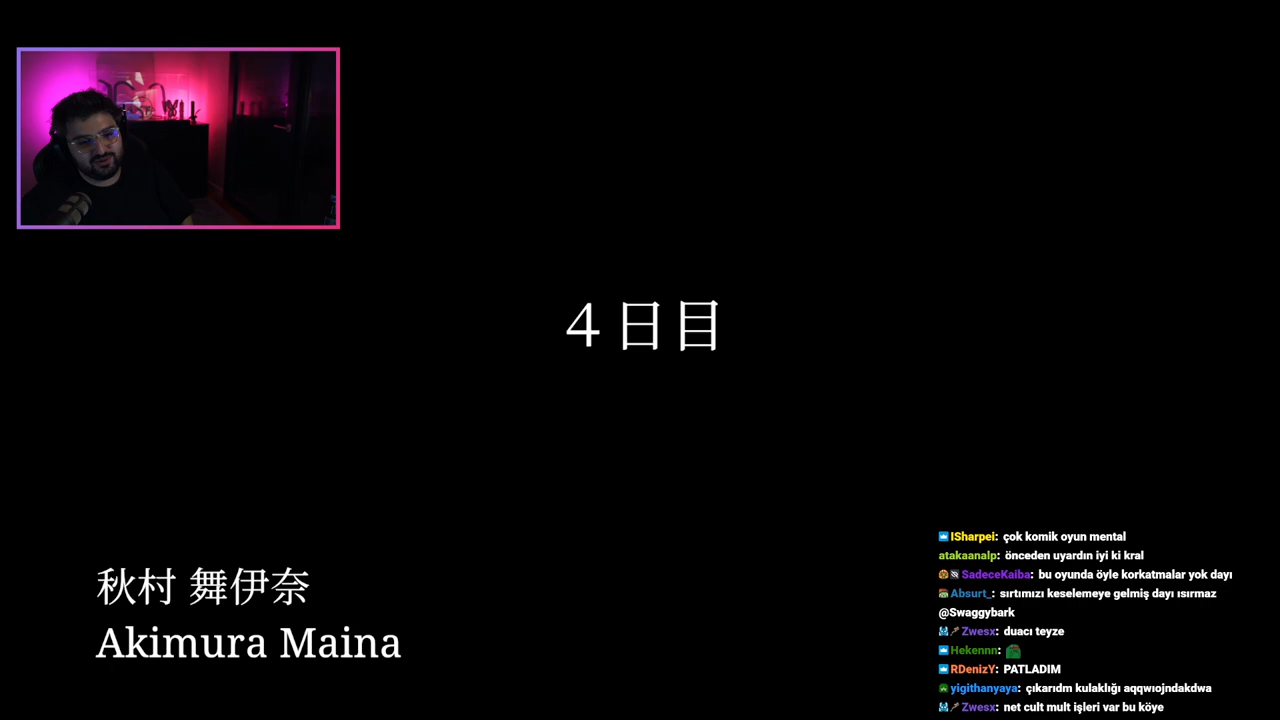 ４日目
秋村 舞伊奈
Akimura Maina
ISharpei: çok komik oyun mental
atakaanalp: önceden uyardın iyi ki kral
SadeceKaiba: bu oyunda öyle korkatmalar yok dayı
Absurt_: sırtımızı keselemeye gelmiş dayı ısırmaz
@Swaggybark
Zwesx: duacı teyze
Hekennn:
RDenizY: PATLADIM
yigithanyaya: çıkarıdm kulaklığı aqqwıojndakdwa
Zwesx: net cult mult işleri var bu köye